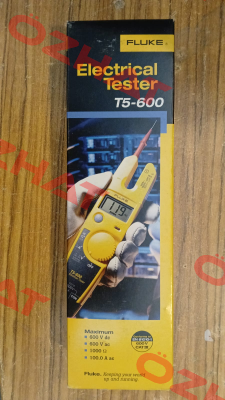 FLUKE®
Electrical
Tester
T5-600
Maximum
600 V dc
600 V ac
1000 Ω
100.0 A ac
Fluke. Keeping your world
up and running.
OZHAT